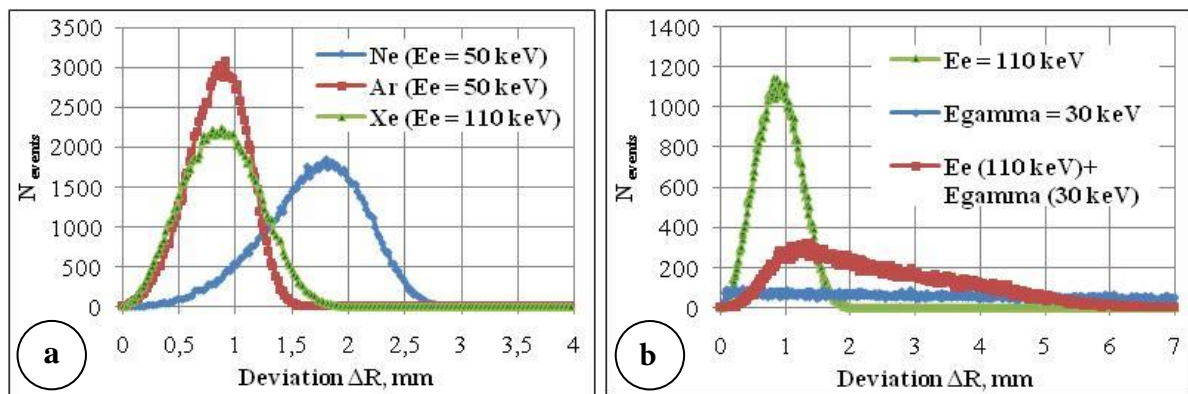 3500
3000
2500
2000
1500
1000
500
0
N events
Ne (Ee = 50 keV)
Ar (Ee = 50 keV)
Xe (Ee = 110 keV)
0 0,5 1 1,5 2 2,5 3 3,5 4
Deviation ΔR, mm
a
1400
1200
1000
800
600
400
200
0
N events
Ee = 110 keV
Egamma = 30 keV
Ee (110 keV)+
Egamma (30 keV)
0 1 2 3 4 5 6 7
Deviation ΔR, mm
b